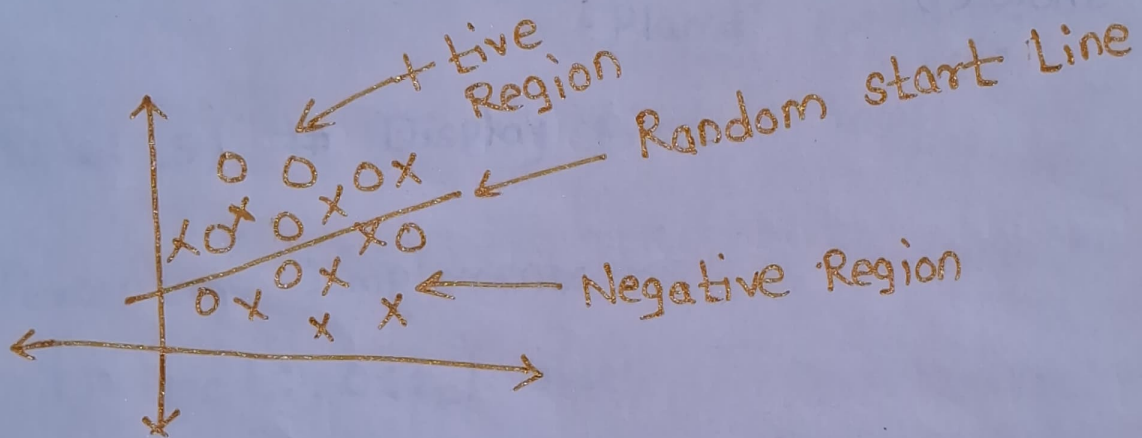 + tive
Region
Random start Line
Negative Region